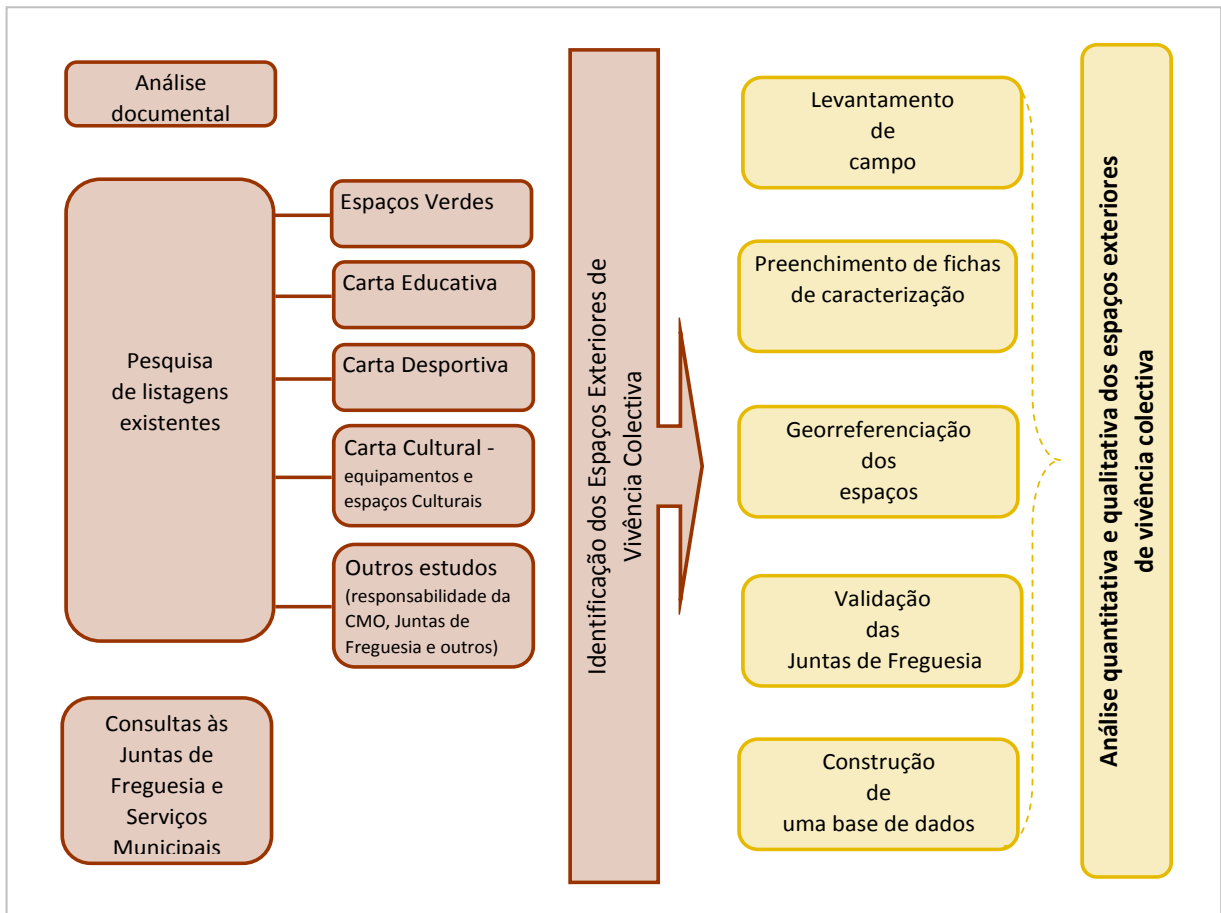 Análise
documental
Pesquisa
de listagens
existentes
Espaços Verdes
Carta Educativa
Carta Desportiva
Carta Cultural -
equipamentos e
espaços Culturais
Outros estudos
(responsabilidade da
CMO, Juntas de
Freguesia e outros)
Consultas às
Juntas de
Freguesia e
Serviços
Municipais
Identificação dos Espaços Exteriores de
Vivência Colectiva
Levantamento
de
campo
Preenchimento de fichas
de caracterização
Georreferenciação
dos
espaços
Validação
das
Juntas de Freguesia
Construção
de
uma base de dados
Análise quantitativa e qualitativa dos espaços exteriores
de vivência colectiva